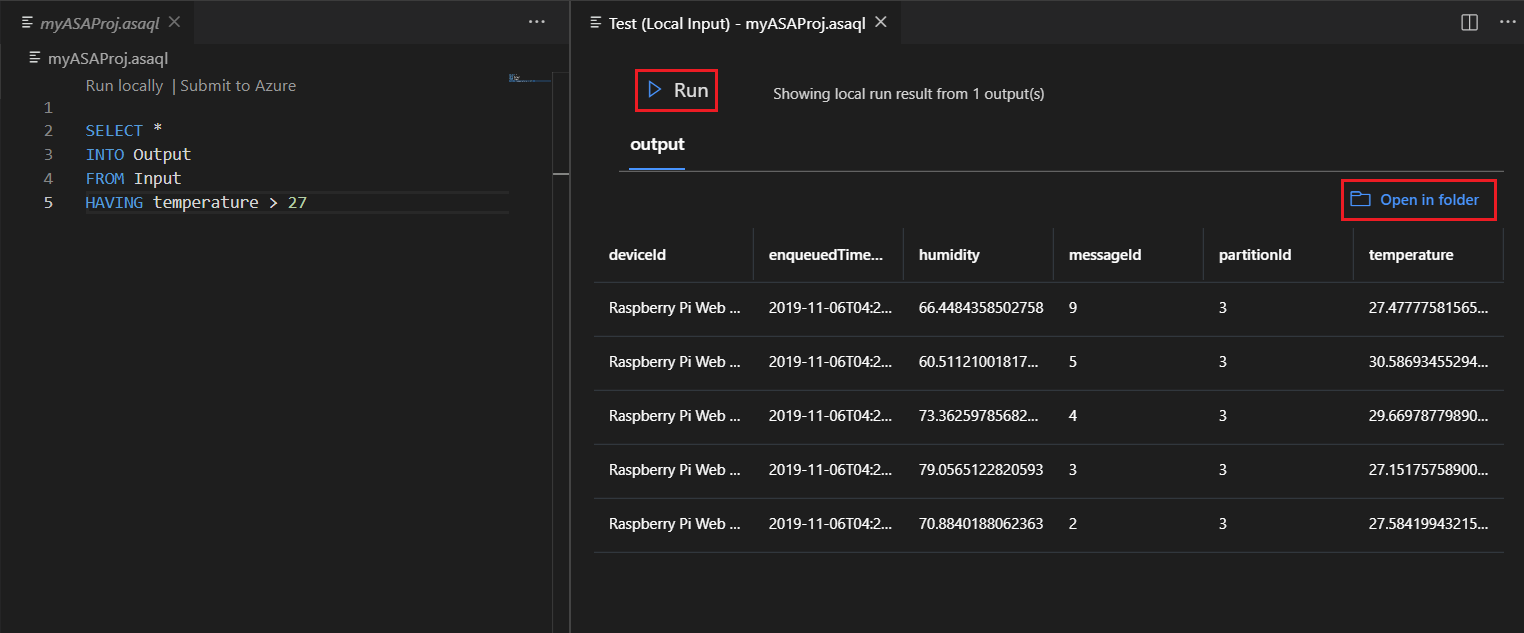 myASAProj.asaql
myASAProj.asaql
Run locally | Submit to Azure
1
2 SELECT *
3 INTO Output
4 FROM Input
5 HAVING temperature > 27
Test (Local Input) - myASAProj.asaql
Run Showing local run result from 1 output(s)
output
Open in folder
deviceId enqueuedTime... humidity messageId partitionId temperature
Raspberry Pi Web ... 2019-11-06T04:2... 66.4484358502758 9 3 27.47777581565...
Raspberry Pi Web ... 2019-11-06T04:2... 60.51121001817... 5 3 30.58693455294...
Raspberry Pi Web ... 2019-11-06T04:2... 73.36259785682... 4 3 29.66978779890...
Raspberry Pi Web ... 2019-11-06T04:2... 79.0565122820593 3 3 27.15175758900...
Raspberry Pi Web ... 2019-11-06T04:2... 70.8840188062363 2 3 27.58419943215...